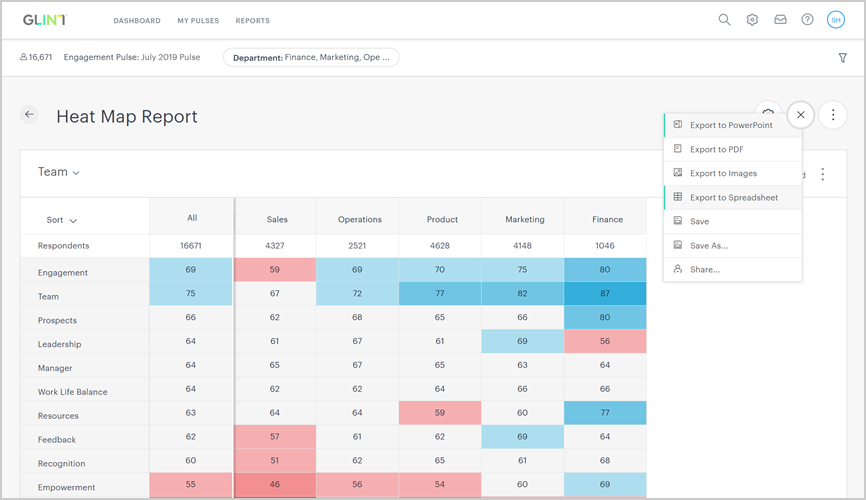 GLINT DASHBOARD MY PULSES REPORTS SH
16,671 Engagement Pulse: July 2019 Pulse Department: Finance, Marketing, Ope ...
Heat Map Report
Export to PowerPoint
Export to PDF
Export to Images
Export to Spreadsheet
Save
Save As...
Share...
Team
d
Sort All Sales Operations Product Marketing Finance
Respondents 16671 4327 2521 4628 4148 1046
Engagement 69 59 69 70 75 80
Team 75 67 72 77 82 87
Prospects 66 62 68 65 66 80
Leadership 64 61 67 61 69 56
Manager 64 65 67 65 63 64
Work Life Balance 64 62 62 64 66 66
Resources 63 64 64 59 60 77
Feedback 62 57 61 62 69 64
Recognition 60 51 62 65 61 68
Empowerment 55 46 56 54 60 69